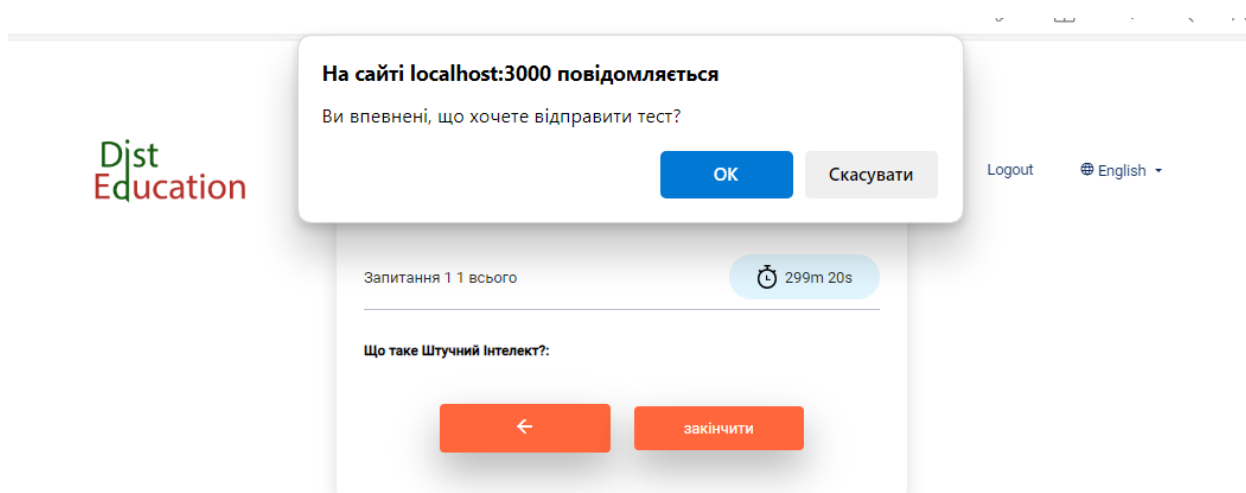 На сайті localhost:3000 повідомляється
Ви впевнені, що хочете відправити тест?
ОК Скасувати
Dist
Education
Logout English
Запитання 1 1 всього 299m 20s
Що таке Штучний Інтелект?:
закінчити